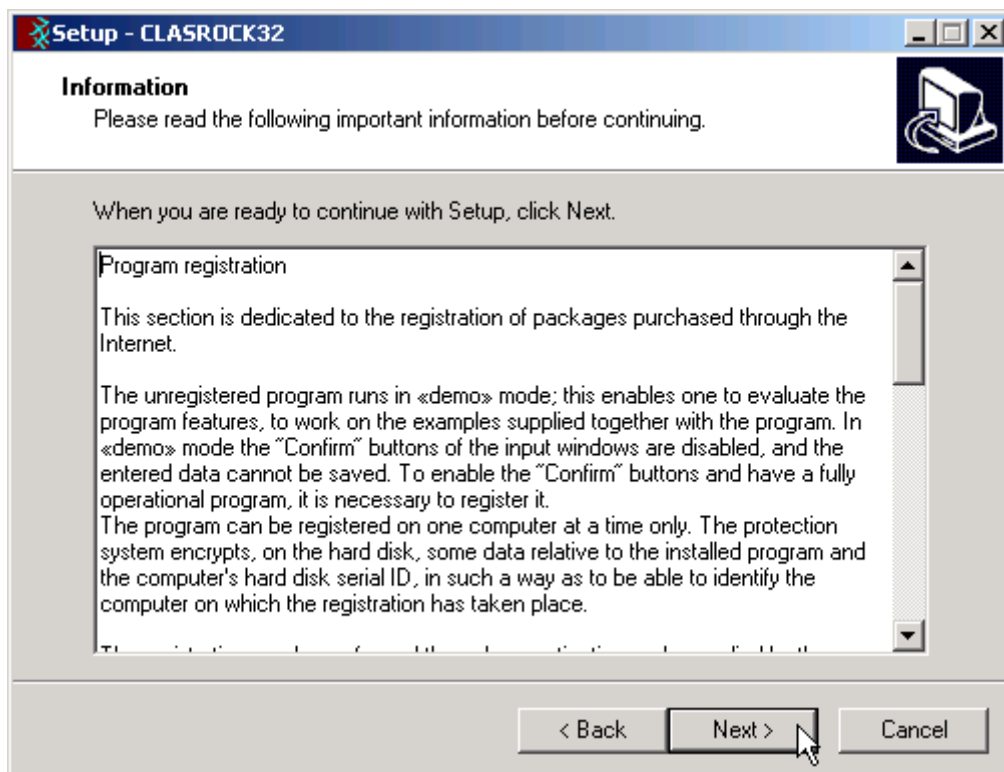 Setup - CLASROCK32
Information
Please read the following important information before continuing.
When you are ready to continue with Setup, click Next.
Program registration
This section is dedicated to the registration of packages purchased through the
Internet.
The unregistered program runs in «demo» mode; this enables one to evaluate the
program features, to work on the examples supplied together with the program. In
«demo» mode the "Confirm" buttons of the input windows are disabled, and the
entered data cannot be saved. To enable the "Confirm" buttons and have a fully
operational program, it is necessary to register it.
The program can be registered on one computer at a time only. The protection
system encrypts, on the hard disk, some data relative to the installed program and
the computer's hard disk serial ID, in such a way as to be able to identify the
computer on which the registration has taken place.
< Back
Next >
Cancel